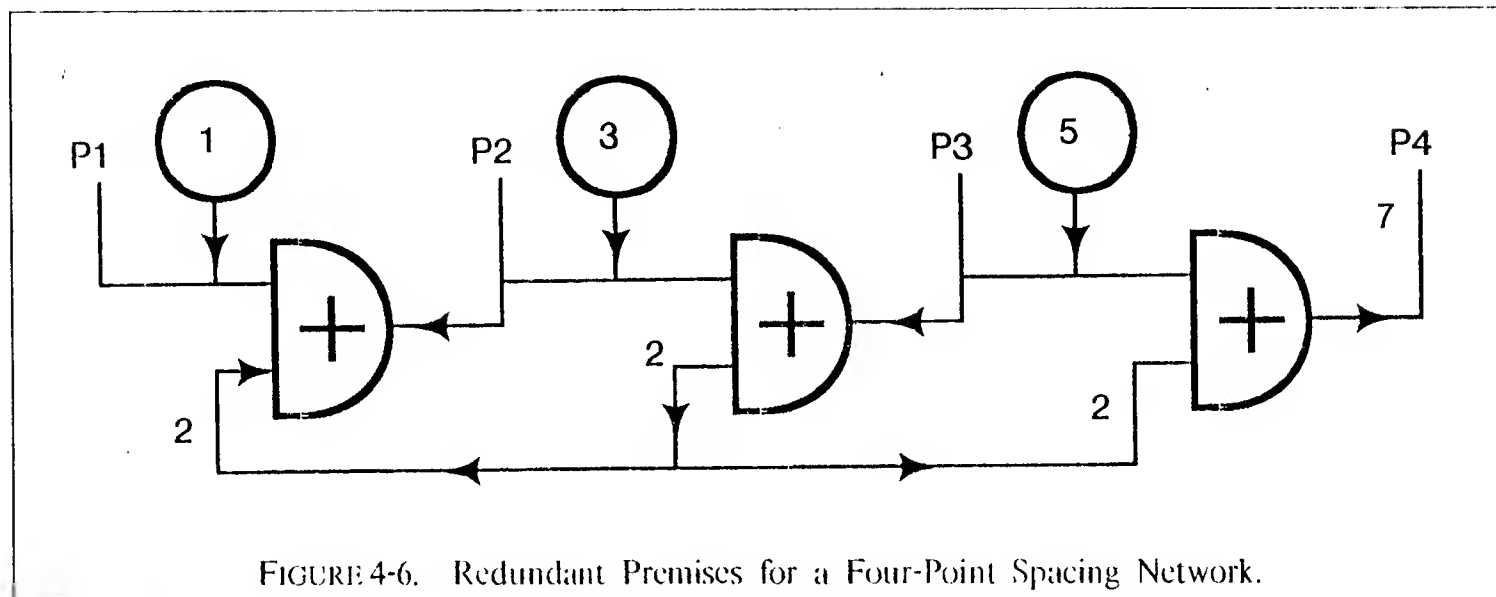 1
3
5
P1
P2
P3
P4
7
+
+
+
2
2
2
FIGURE 4-6. Redundant Premises for a Four-Point Spacing Network.